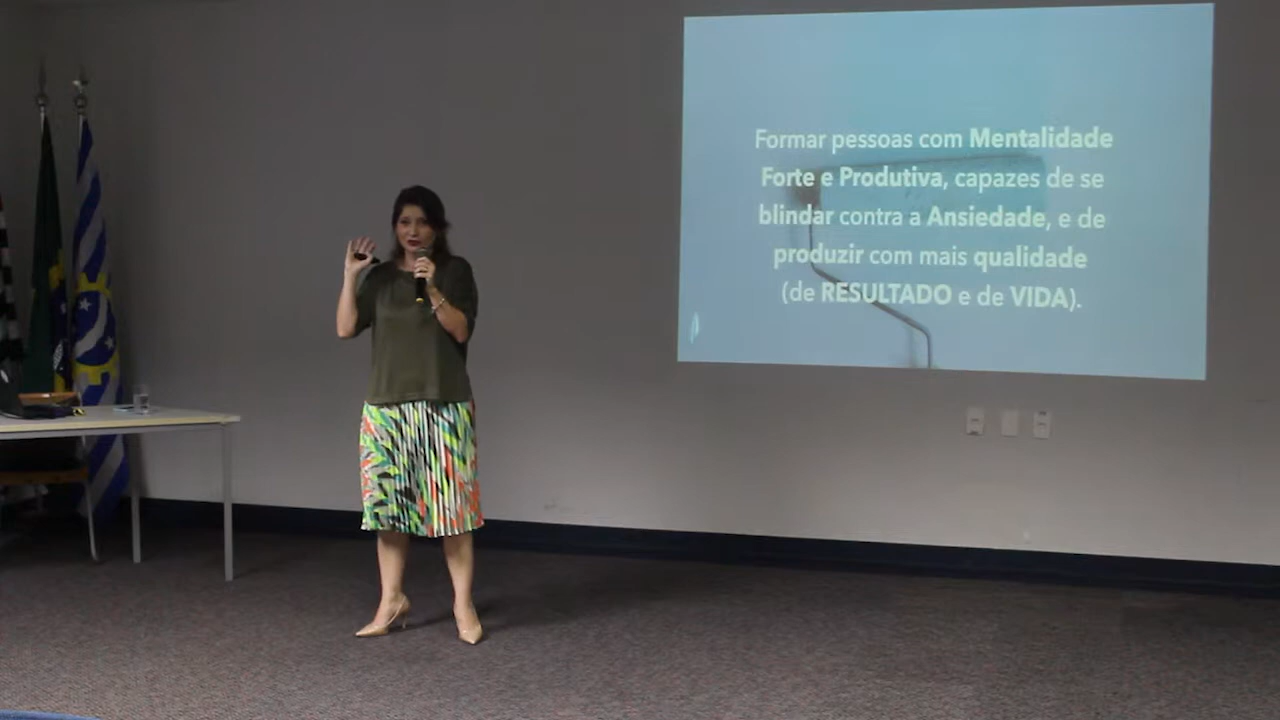 Formar pessoas com Mentalidade
Forte e Produtiva, capazes de se
blindar contra a Ansiedade, e de
produzir com mais qualidade
(de RESULTADO e de VIDA).